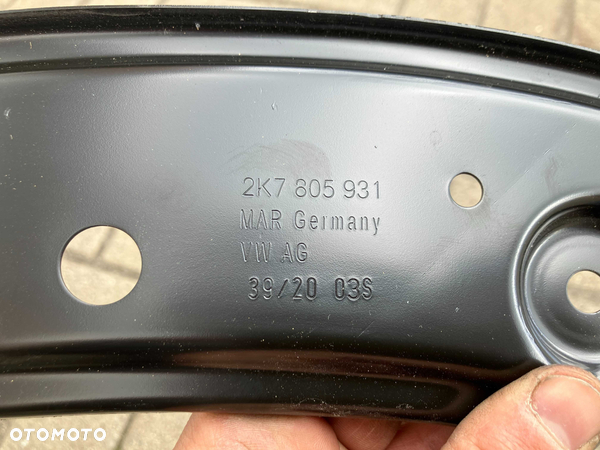 2K7 805 931
MAR Germany
VW AG
39/20 03S
OTOMOTO